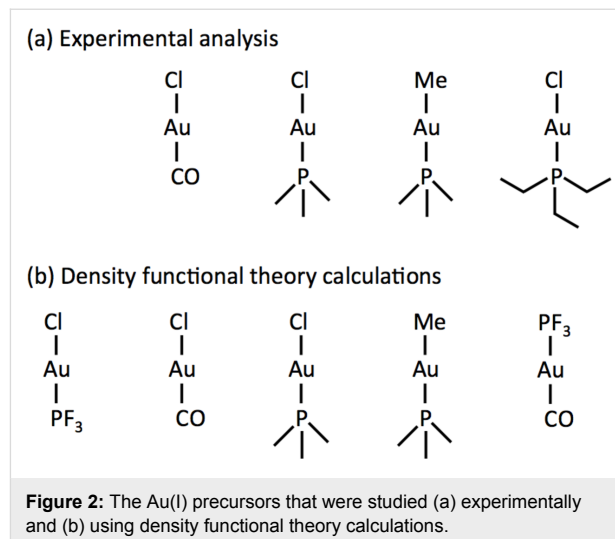 (a) Experimental analysis
Cl Cl Me Cl
Au Au Au Au
CO P P P
(b) Density functional theory calculations
Cl Cl Cl Me PF₃
Au Au Au Au Au
PF₃ CO P P CO
Figure 2: The Au(I) precursors that were studied (a) experimentally
and (b) using density functional theory calculations.